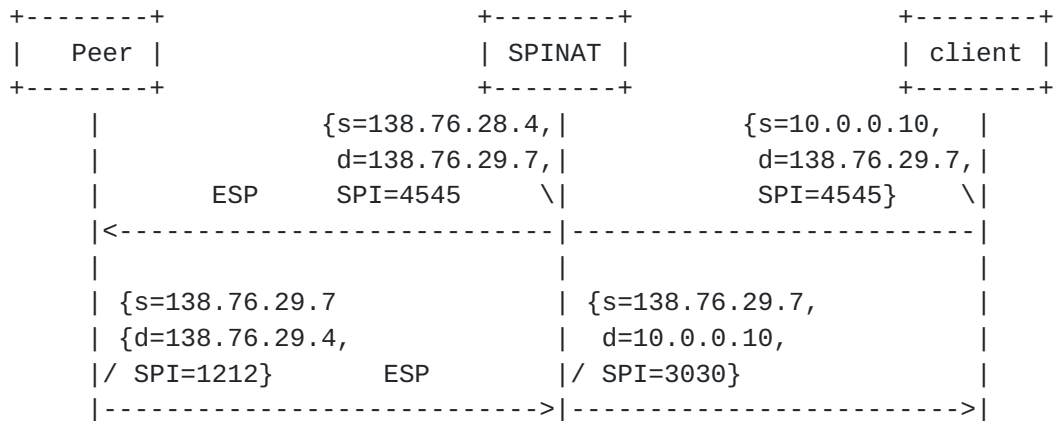 +--------+                    +--------+                 +--------+
|   Peer |                    | SPINAT |                 | client |
+--------+                    +--------+                 +--------+
     |              {s=138.76.28.4,|           {s=10.0.0.10,  |
     |               d=138.76.29.7,|            d=138.76.29.7,|
     |       ESP     SPI=4545     \|            SPI=4545}    \|
     |<----------------------------|--------------------------|
     |                             |                          |
     | {s=138.76.29.7              | {s=138.76.29.7,          |
     | {d=138.76.29.4,             |  d=10.0.0.10,            |
     |/ SPI=1212}       ESP        |/ SPI=3030}               |
     |---------------------------->|------------------------->|